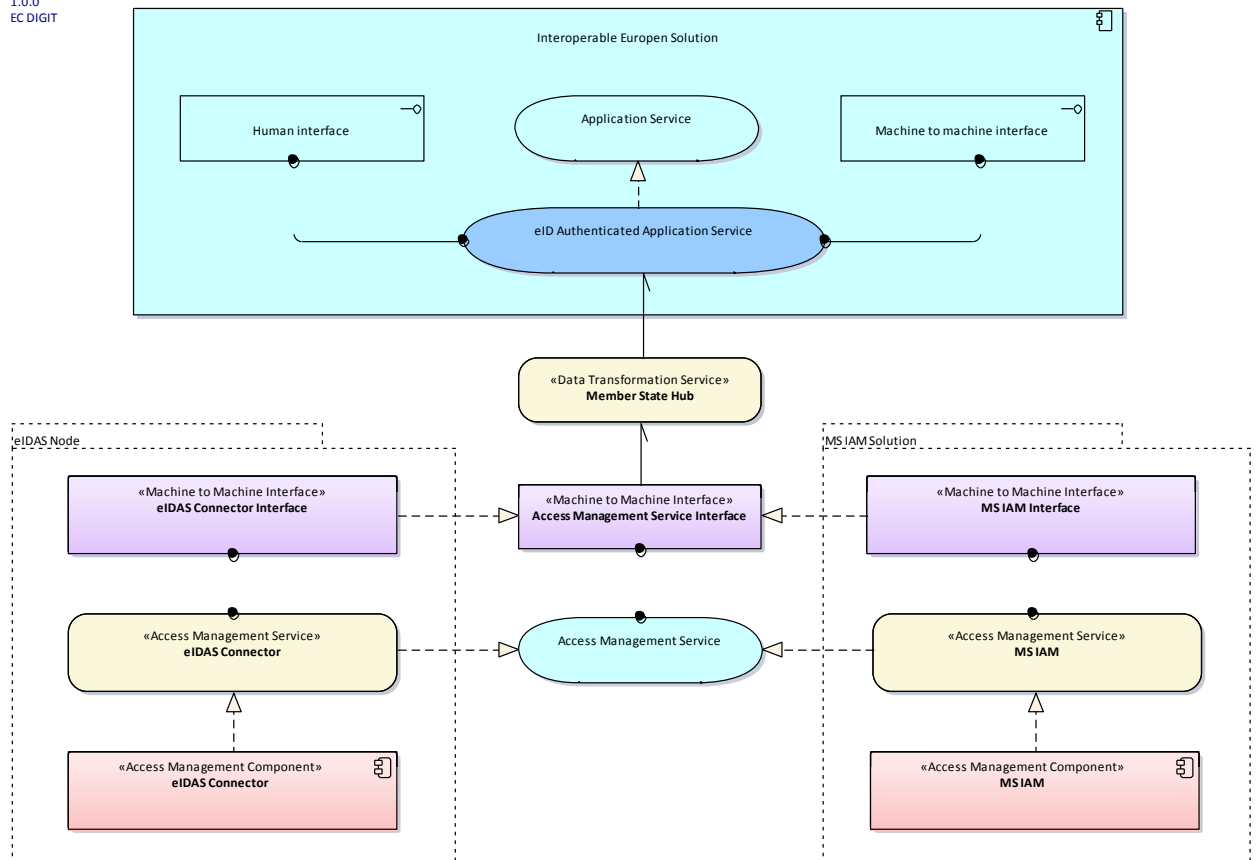 1.0.0
EC DIGIT
Interoperable Europen Solution
Human interface
Application Service
Machine to machine interface
eID Authenticated Application Service
«Data Transformation Service»
Member State Hub
eIDAS Node
MS IAM Solution
«Machine to Machine Interface»
eIDAS Connector Interface
«Machine to Machine Interface»
Access Management Service Interface
«Machine to Machine Interface»
MS IAM Interface
«Access Management Service»
eIDAS Connector
Access Management Service
«Access Management Service»
MS IAM
«Access Management Component»
eIDAS Connector
«Access Management Component»
MS IAM